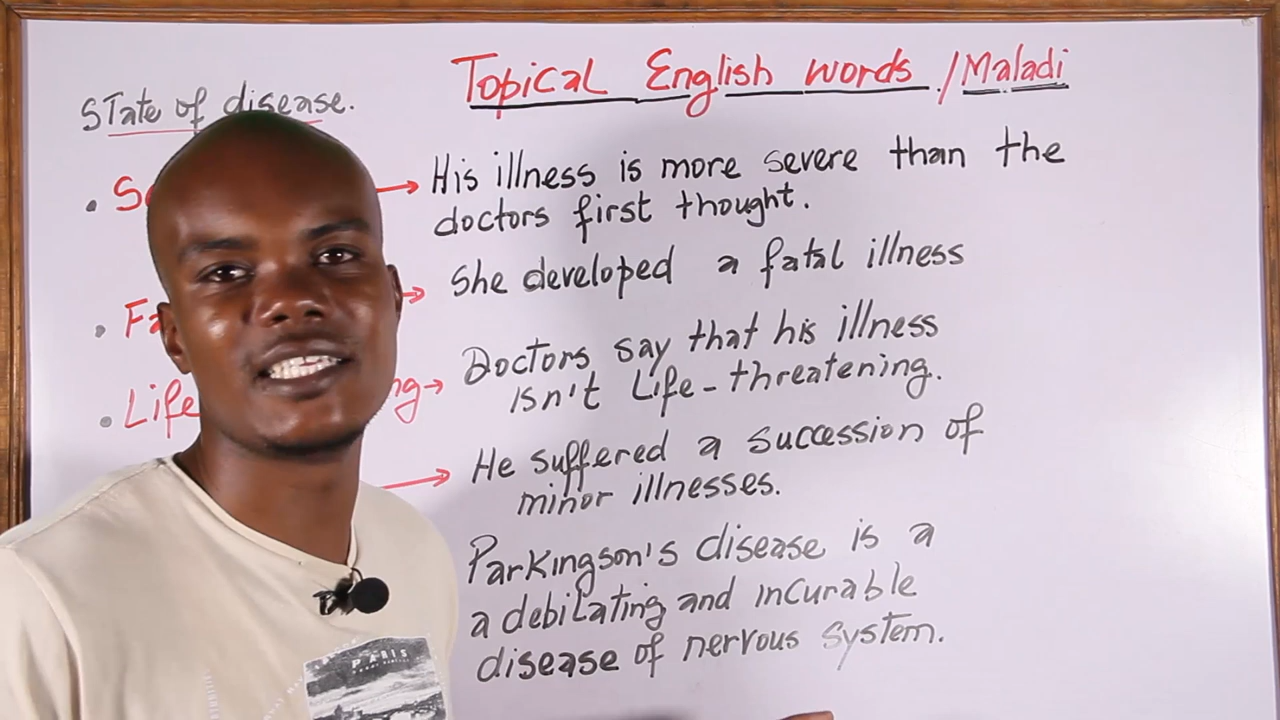 Topical English words / Maladi
State of disease.
His illness is more severe than the
doctors first thought.
She developed a fatal illness
Life
ng
Doctors say that his illness
Isn't Life-threatening.
He suffered a succession of
minor illnesses.
Parkingson's disease is a
a debilating and incurable
disease of nervous system.
PARIS